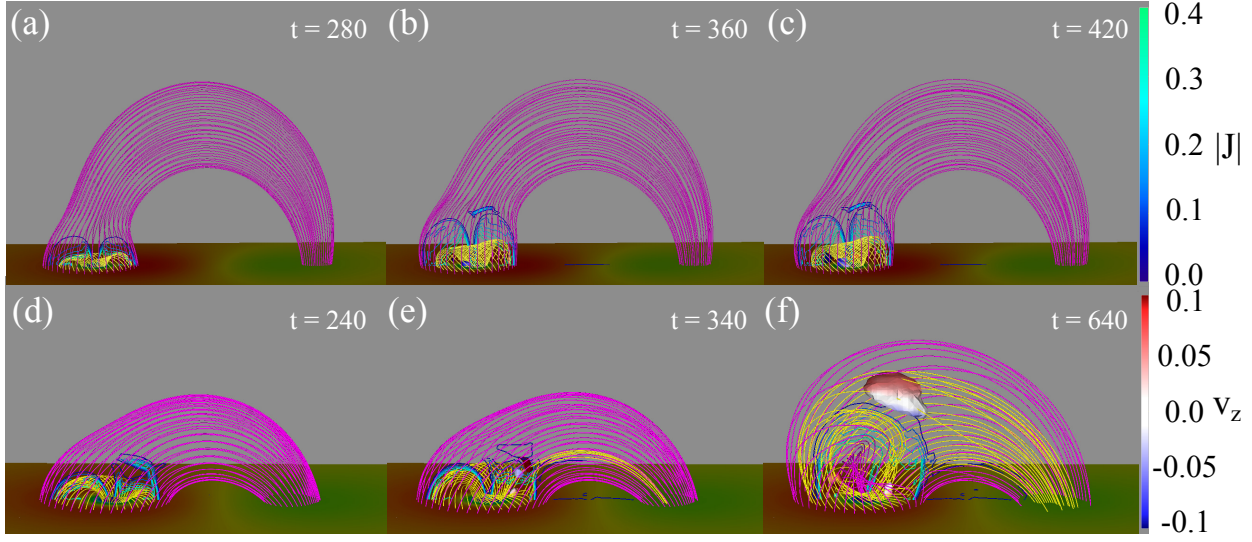 (a) t = 280
(b) t = 360
(c) t = 420
0.4
0.3
0.2
|J|
0.1
0.0
(d) t = 240
(e) t = 340
(f) t = 640
0.1
0.05
0.0
v_z
-0.05
-0.1